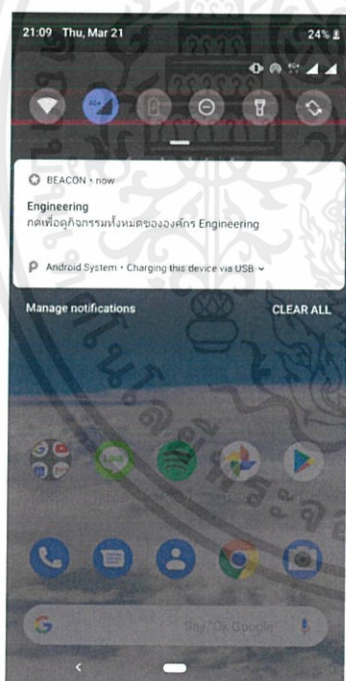 21:09 Thu, Mar 21 24%
4G+
BEACON • now
Engineering
กดเพื่อดูกิจกรรมทั้งหมดขององค์กร Engineering
Android System • Charging this device via USB
Manage notifications CLEAR ALL
LINE
Say "Ok Google"